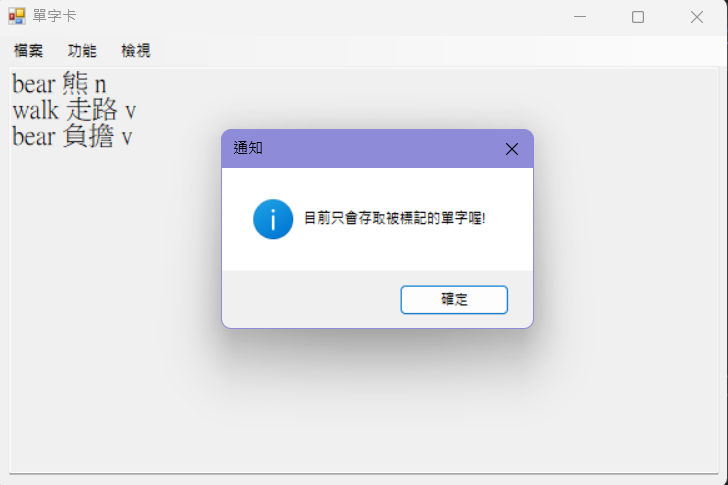 單字卡
檔案 功能 檢視
bear 熊 n
walk 走路 v
bear 負擔 v
通知
目前只會存取被標記的單字喔!
確定